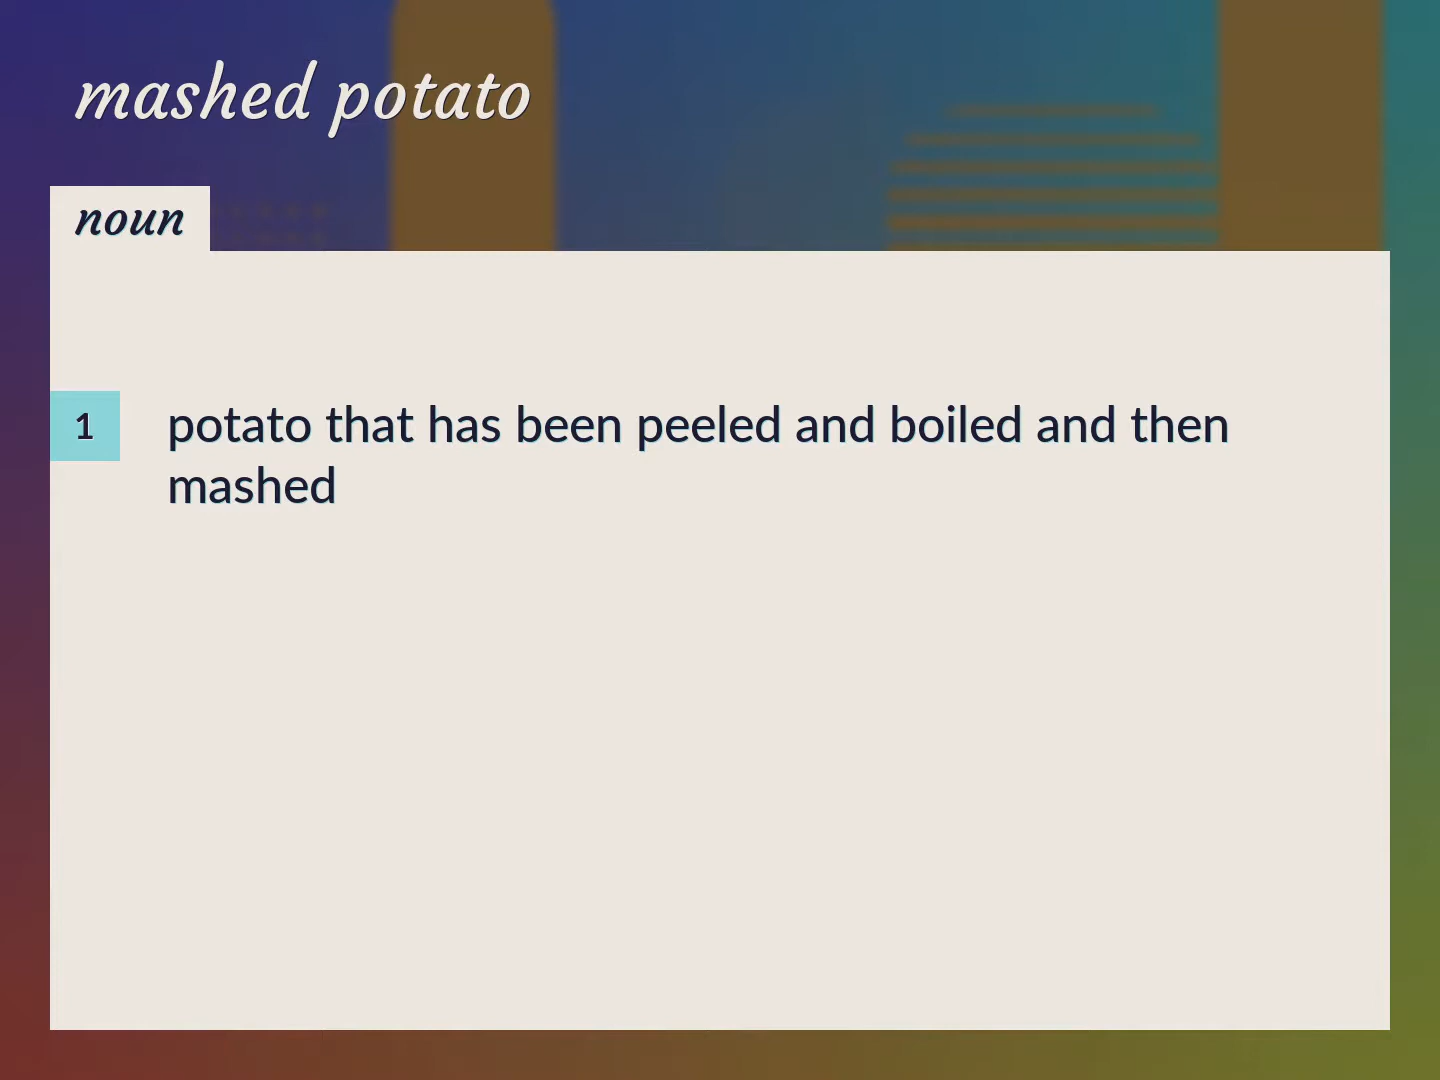 mashed potato
noun
1 potato that has been peeled and boiled and then
mashed